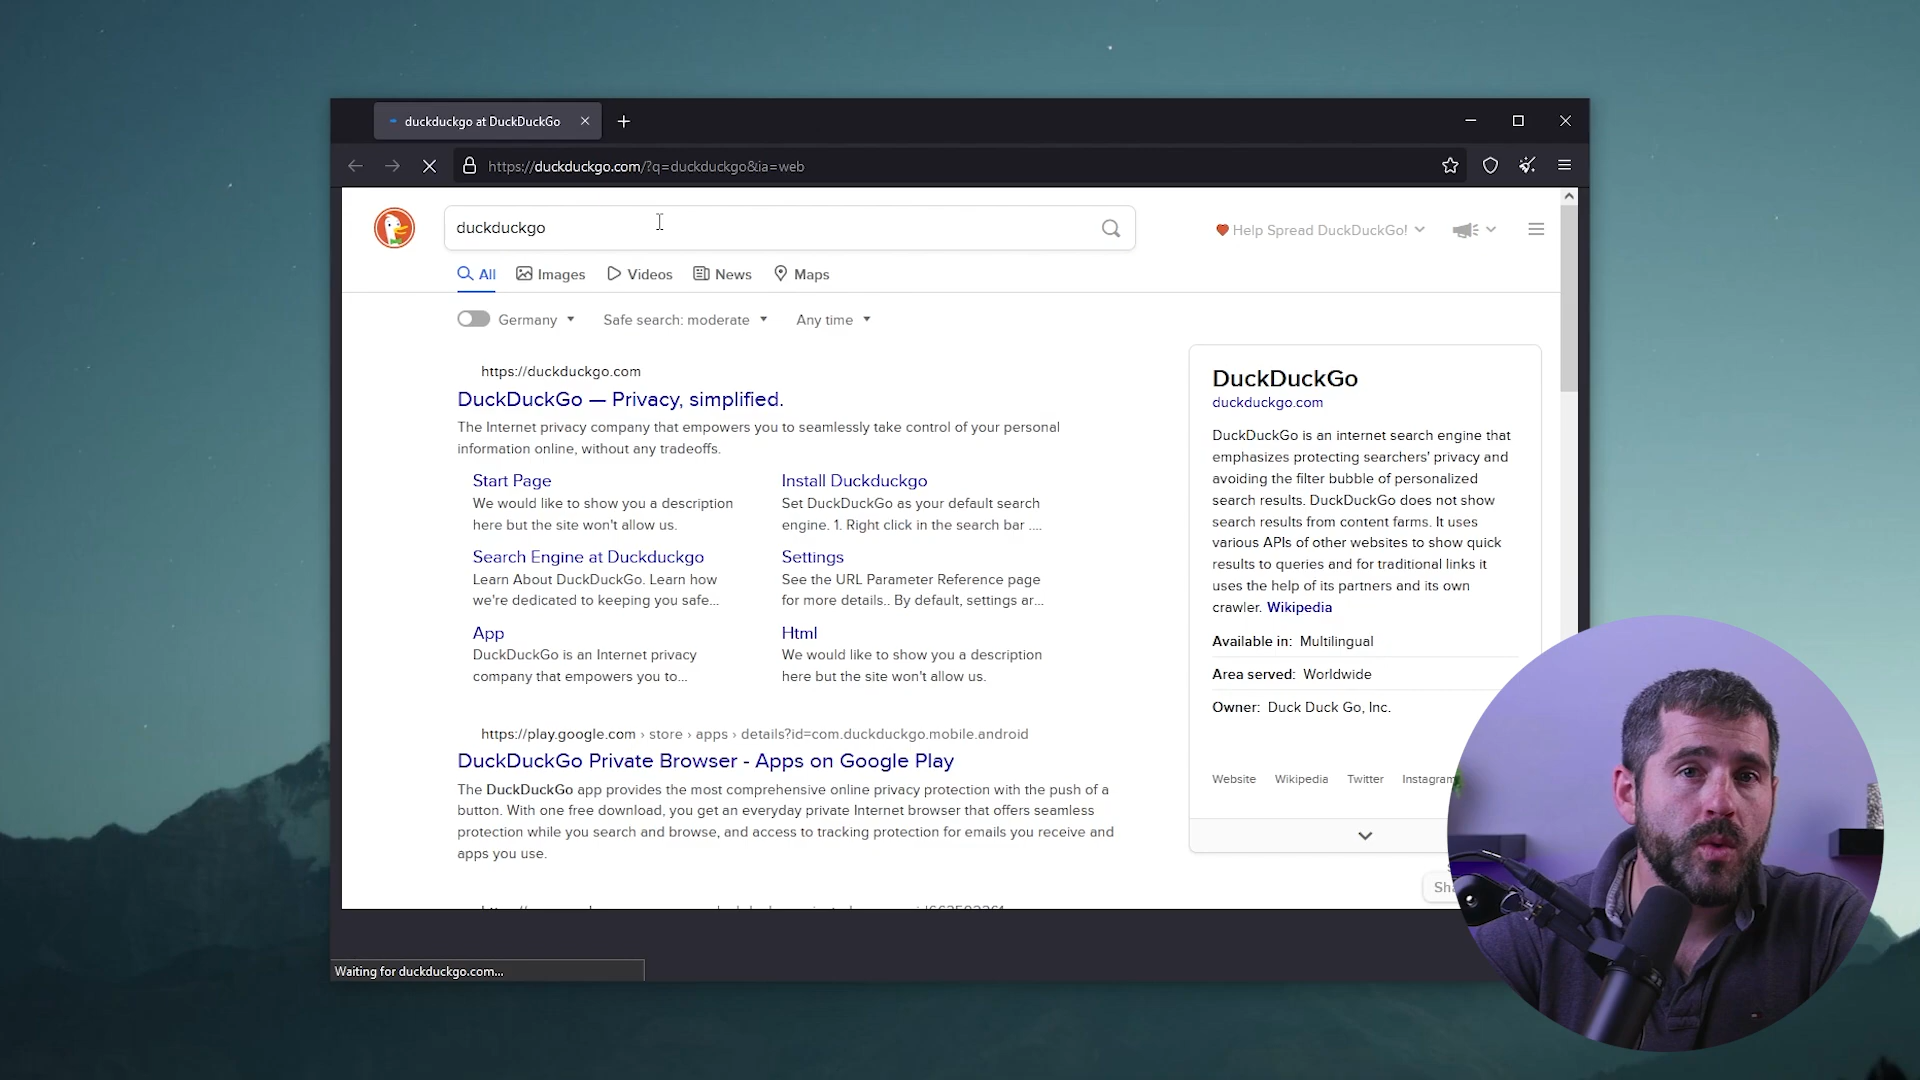 duckduckgo at DuckDuckGo
https://duckduckgo.com/?q=duckduckgo&ia=web
duckduckgo
Help Spread DuckDuckGo!
All Images Videos News Maps
Germany Safe search: moderate Any time
https://duckduckgo.com
DuckDuckGo — Privacy, simplified.
The Internet privacy company that empowers you to seamlessly take control of your personal
information online, without any tradeoffs.
Start Page
We would like to show you a description
here but the site won't allow us.
Install Duckduckgo
Set DuckDuckGo as your default search
engine. 1. Right click in the search bar ....
Search Engine at Duckduckgo
Learn About DuckDuckGo. Learn how
we're dedicated to keeping you safe...
Settings
See the URL Parameter Reference page
for more details.. By default, settings ar...
App
DuckDuckGo is an Internet privacy
company that empowers you to...
Html
We would like to show you a description
here but the site won't allow us.
https://play.google.com › store › apps › details?id=com.duckduckgo.mobile.android
DuckDuckGo Private Browser - Apps on Google Play
The DuckDuckGo app provides the most comprehensive online privacy protection with the push of a
button. With one free download, you get an everyday private Internet browser that offers seamless
protection while you search and browse, and access to tracking protection for emails you receive and
apps you use.
DuckDuckGo
duckduckgo.com
DuckDuckGo is an internet search engine that
emphasizes protecting searchers' privacy and
avoiding the filter bubble of personalized
search results. DuckDuckGo does not show
search results from content farms. It uses
various APIs of other websites to show quick
results to queries and for traditional links it
uses the help of its partners and its own
crawler. Wikipedia
Available in: Multilingual
Area served: Worldwide
Owner: Duck Duck Go, Inc.
Website Wikipedia Twitter Instagram
Sha
Waiting for duckduckgo.com...